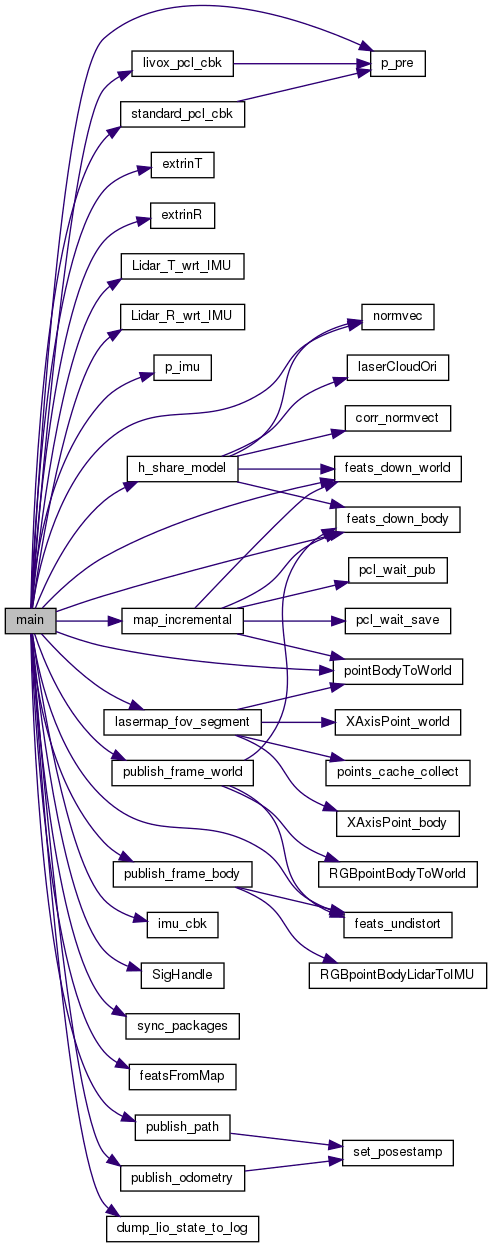 livox_pcl_cbk
p_pre
standard_pcl_cbk
extrinT
extrinR
Lidar_T_wrt_IMU
Lidar_R_wrt_IMU
normvec
p_imu
laserCloudOri
corr_normvect
h_share_model
feats_down_world
feats_down_body
pcl_wait_pub
main
map_incremental
pcl_wait_save
pointBodyToWorld
lasermap_fov_segment
XAxisPoint_world
publish_frame_world
points_cache_collect
XAxisPoint_body
publish_frame_body
RGBpointBodyToWorld
imu_cbk
feats_undistort
SigHandle
RGBpointBodyLidarToIMU
sync_packages
featsFromMap
publish_path
set_posestamp
publish_odometry
dump_lio_state_to_log